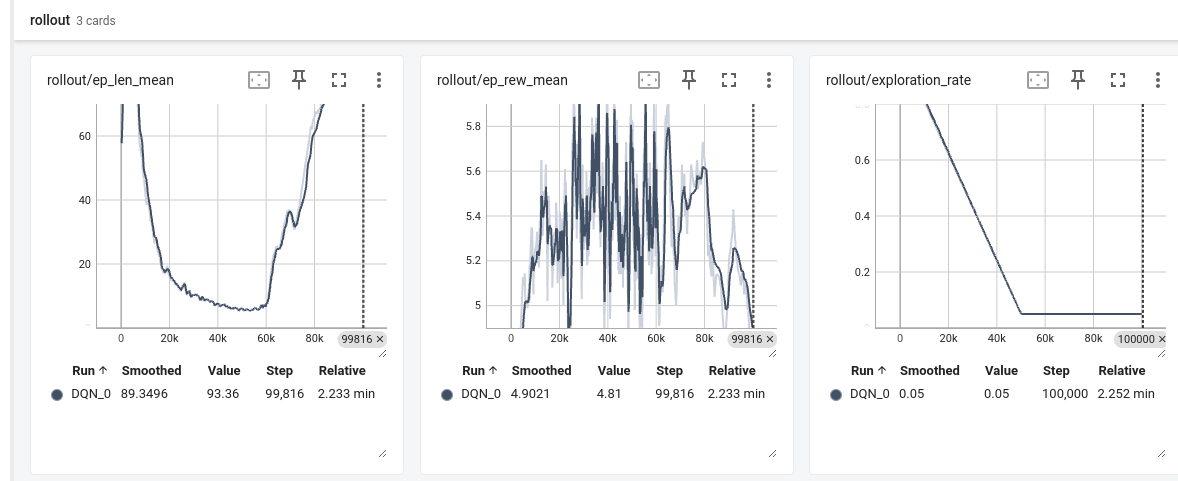 rollout 3 cards
rollout/ep_len_mean
60
40
20
0 20k 40k 60k 80k 99816 ✕
Run ↑ Smoothed Value Step Relative
DQN_0 89.3496 93.36 99,816 2.233 min
rollout/ep_rew_mean
5.8
5.6
5.4
5.2
5
0 20k 40k 60k 80k 99816 ✕
Run ↑ Smoothed Value Step Relative
DQN_0 4.9021 4.81 99,816 2.233 min
rollout/exploration_rate
0.6
0.4
0.2
0 20k 40k 60k 80k 100000 ✕
Run ↑ Smoothed Value Step Relative
DQN_0 0.05 0.05 100,000 2.252 min